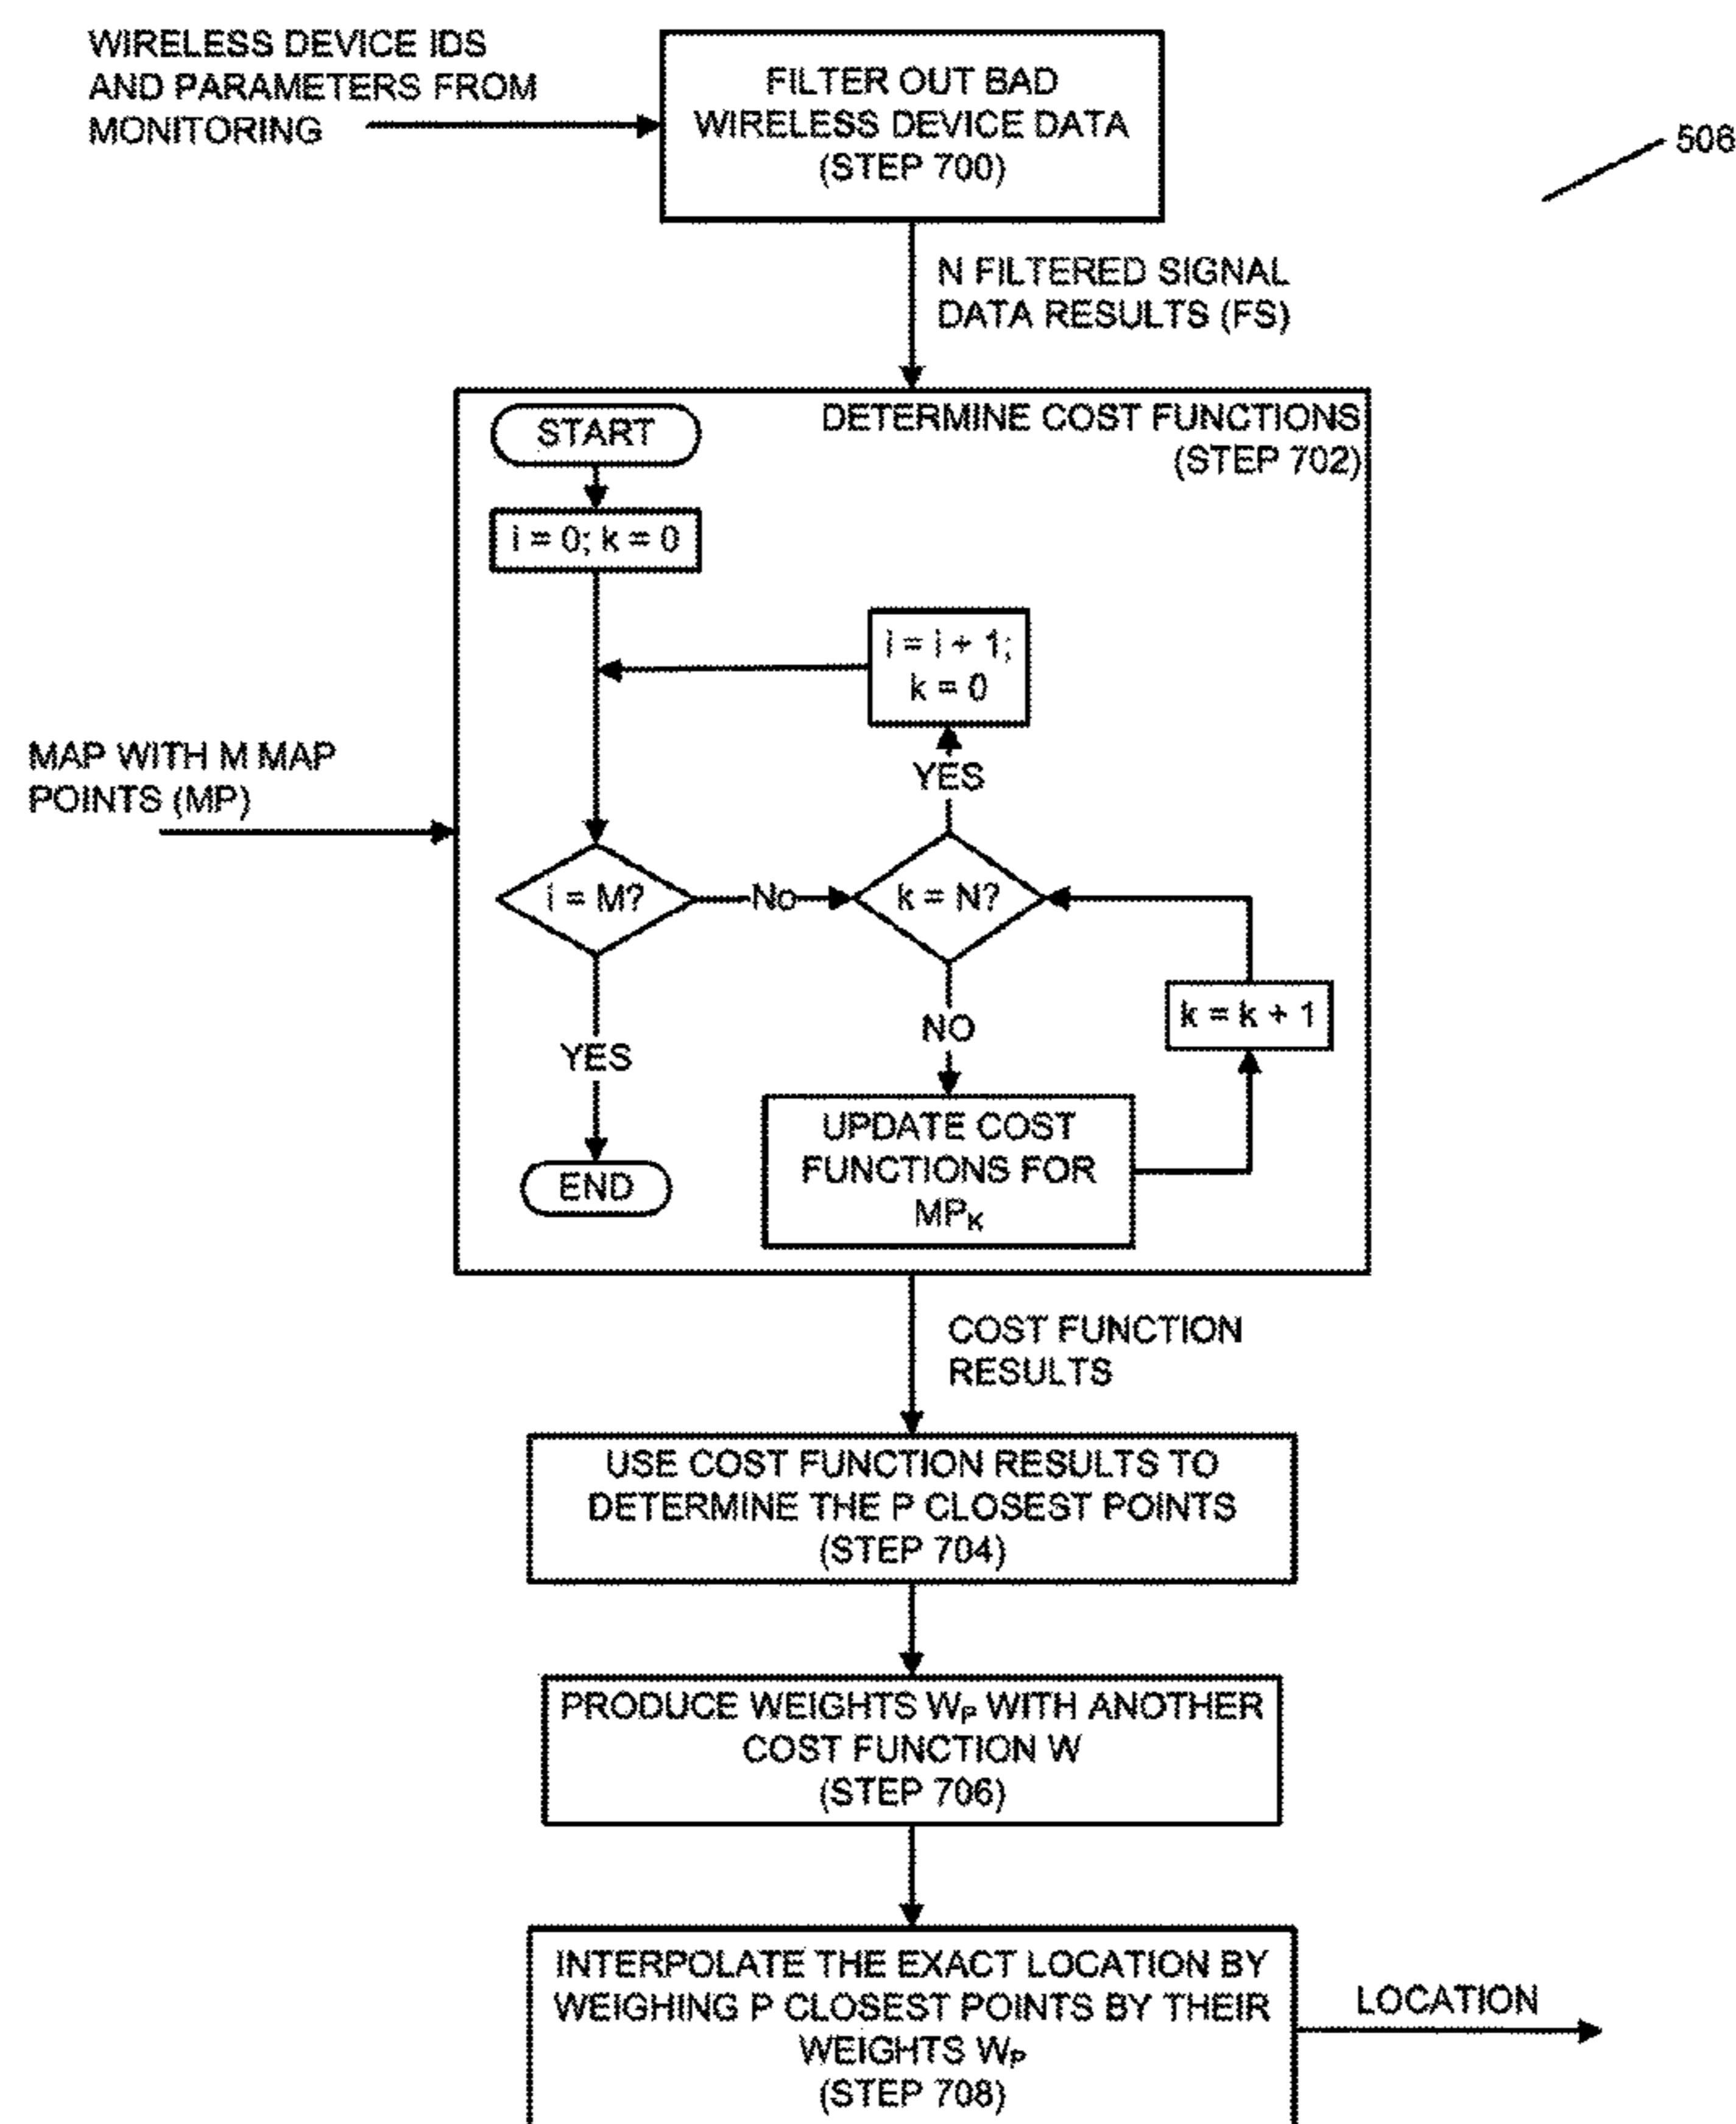 WIRELESS DEVICE IDS
AND PARAMETERS FROM
MONITORING
FILTER OUT BAD
WIRELESS DEVICE DATA
(STEP 700)
506
N FILTERED SIGNAL
DATA RESULTS (FS)
START
DETERMINE COST FUNCTIONS
(STEP 702)
i = 0; k = 0
i = i + 1;
k = 0
MAP WITH M MAP
POINTS (MP)
YES
i = M?
No
k = N?
k = k + 1
NO
YES
UPDATE COST
FUNCTIONS FOR
MPK
END
COST FUNCTION
RESULTS
USE COST FUNCTION RESULTS TO
DETERMINE THE P CLOSEST POINTS
(STEP 704)
PRODUCE WEIGHTS WP WITH ANOTHER
COST FUNCTION W
(STEP 706)
INTERPOLATE THE EXACT LOCATION BY
WEIGHING P CLOSEST POINTS BY THEIR
WEIGHTS WP
(STEP 708)
LOCATION